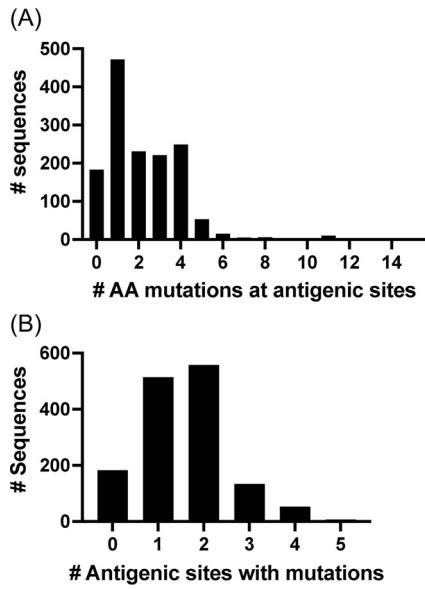 (A)
# sequences
500
400
300
200
100
0
0 2 4 6 8 10 12 14
# AA mutations at antigenic sites
(B)
# Sequences
600
400
200
0
0 1 2 3 4 5
# Antigenic sites with mutations